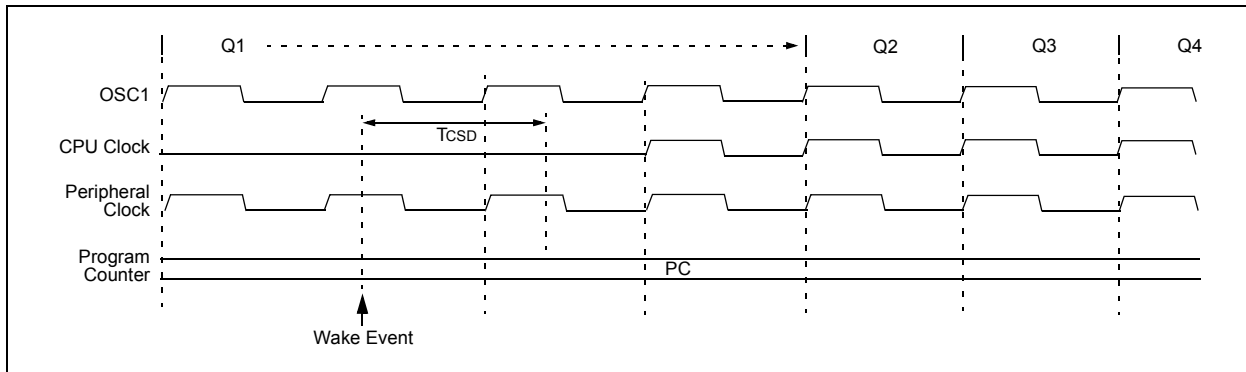 Q1 Q2 Q3 Q4
OSC1
TCSD
CPU Clock
Peripheral
Clock
Program
Counter
PC
Wake Event